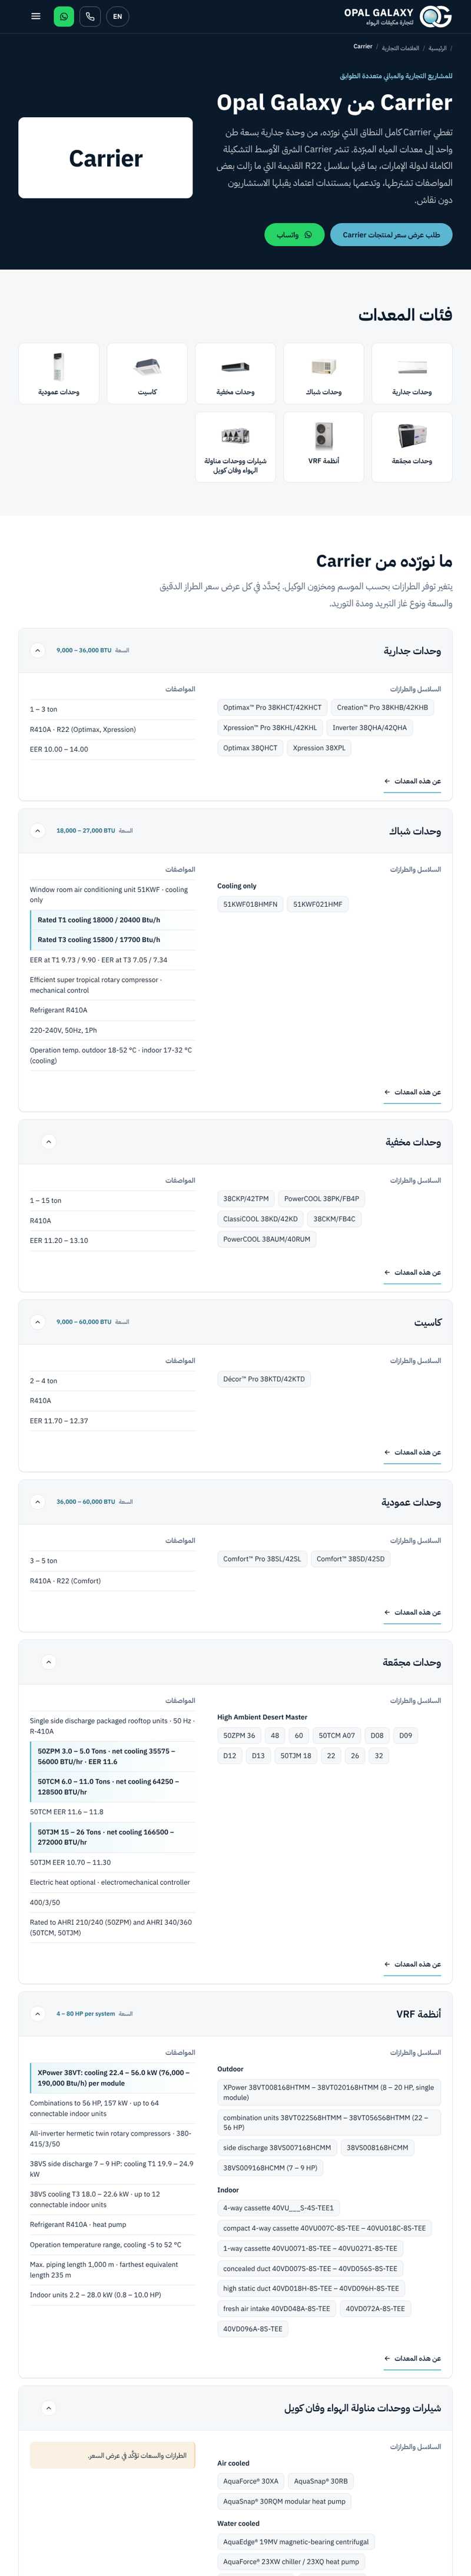 OPAL GALAXY
لتجارة مكيفات الهواء
EN
الرئيسية / العلامات التجارية / Carrier
للمشاريع التجارية والمباني متعددة الطوابق
Carrier من Opal Galaxy
تغطي Carrier كامل النطاق الذي نورّده، من وحدة جدارية بسعة طن
واحد إلى معدات المياه المبرّدة. تنشر Carrier الشرق الأوسط التشكيلة
الكاملة لدولة الإمارات، بما فيها سلاسل R22 القديمة التي ما زالت بعض
المواصفات تشترطها، وتدعمها بمستندات اعتماد يقبلها الاستشاريون
دون نقاش.
طلب عرض سعر لمنتجات Carrier
واتساب
Carrier
فئات المعدات
وحدات جدارية
وحدات شباك
وحدات مخفية
كاسيت
وحدات عمودية
وحدات مجمّعة
أنظمة VRF
شيلرات ووحدات مناولة
الهواء وفان كويل
ما نورّده من Carrier
يتغير توفر الطرازات بحسب الموسم ومخزون الوكيل. يُحدَّد في كل عرض سعر الطراز الدقيق
والسعة ونوع غاز التبريد ومدة التوريد.
وحدات جدارية
السعة 9,000 – 36,000 BTU
السلاسل والطرازات
Optimax™ Pro 38KHCT/42KHCT
Creation™ Pro 38KHB/42KHB
Xpression™ Pro 38KHL/42KHL
Inverter 38QHA/42QHA
Optimax 38QHCT
Xpression 38XPL
المواصفات
1 – 3 ton
R410A - R22 (Optimax, Xpression)
EER 10.00 – 14.00
عن هذه المعدات
وحدات شباك
السعة 18,000 – 27,000 BTU
السلاسل والطرازات
Cooling only
51KWF018HMFN
51KWF021HMF
المواصفات
Window room air conditioning unit 51KWF · cooling
only
Rated T1 cooling 18000 / 20400 Btu/h
Rated T3 cooling 15800 / 17700 Btu/h
EER at T1 9.73 / 9.90 · EER at T3 7.05 / 7.34
Efficient super tropical rotary compressor ·
mechanical control
Refrigerant R410A
220-240V, 50Hz, 1Ph
Operation temp. outdoor 18-52 °C · indoor 17-32 °C
(cooling)
عن هذه المعدات
وحدات مخفية
السلاسل والطرازات
38CKP/42TPM
PowerCOOL 38PK/FB4P
ClassiCOOL 38KD/42KD
38CKM/FB4C
PowerCOOL 38AUM/40RUM
المواصفات
1 – 15 ton
R410A
EER 11.20 – 13.10
عن هذه المعدات
كاسيت
السعة 9,000 – 60,000 BTU
السلاسل والطرازات
Décor™ Pro 38KTD/42KTD
المواصفات
2 – 4 ton
R410A
EER 11.70 – 12.37
عن هذه المعدات
وحدات عمودية
السعة 36,000 – 60,000 BTU
السلاسل والطرازات
Comfort™ Pro 38SL/42SL
Comfort™ 38SD/42SD
المواصفات
3 – 5 ton
R410A - R22 (Comfort)
عن هذه المعدات
وحدات مجمّعة
السلاسل والطرازات
High Ambient Desert Master
50ZPM 36
48
60
50TCM A07
D08
D09
D12
D13
50TJM 18
22
26
32
المواصفات
Single side discharge packaged rooftop units · 50 Hz ·
R-410A
50ZPM 3.0 – 5.0 Tons · net cooling 35575 –
56000 BTU/hr · EER 11.6
50TCM 6.0 – 11.0 Tons · net cooling 64250 –
128500 BTU/hr
50TCM EER 11.6 – 11.8
50TJM 15 – 26 Tons · net cooling 166500 –
272000 BTU/hr
50TJM EER 10.70 – 11.30
Electric heat optional · electromechanical controller
400/3/50
Rated to AHRI 210/240 (50ZPM) and AHRI 340/360
(50TCM, 50TJM)
عن هذه المعدات
أنظمة VRF
السعة 4 – 80 HP per system
السلاسل والطرازات
Outdoor
XPower 38VT008168HTMM – 38VT020168HTMM (8 – 20 HP, single
module)
combination units 38VT022S68HTMM – 38VT056S68HTMM (22 –
56 HP)
side discharge 38VS007168HCMM
38VS008168HCMM
38VS009168HCMM (7 – 9 HP)
Indoor
4-way cassette 40VU___S-4S-TEE1
compact 4-way cassette 40VU007C-8S-TEE – 40VU018C-8S-TEE
1-way cassette 40VU0071-8S-TEE – 40VU0271-8S-TEE
concealed duct 40VD007S-8S-TEE – 40VD056S-8S-TEE
high static duct 40VD018H-8S-TEE – 40VD096H-8S-TEE
fresh air intake 40VD048A-8S-TEE
40VD072A-8S-TEE
40VD096A-8S-TEE
المواصفات
XPower 38VT: cooling 22.4 – 56.0 kW (76,000 –
190,000 Btu/h) per module
Combinations to 56 HP, 157 kW · up to 64
connectable indoor units
All-inverter hermetic twin rotary compressors · 380-
415/3/50
38VS side discharge 7 – 9 HP: cooling T1 19.9 – 24.9
kW
38VS cooling T3 18.0 – 22.6 kW · up to 12
connectable indoor units
Refrigerant R410A · heat pump
Operation temperature range, cooling -5 to 52 °C
Max. piping length 1,000 m · farthest equivalent
length 235 m
Indoor units 2.2 – 28.0 kW (0.8 – 10.0 HP)
عن هذه المعدات
شيلرات ووحدات مناولة الهواء وفان كويل
السلاسل والطرازات
Air cooled
AquaForce® 30XA
AquaSnap® 30RB
AquaSnap® 30RQM modular heat pump
Water cooled
AquaEdge® 19MV magnetic-bearing centrifugal
AquaForce® 23XW chiller / 23XQ heat pump
الطرازات والسعات تؤكَّد في عرض السعر.